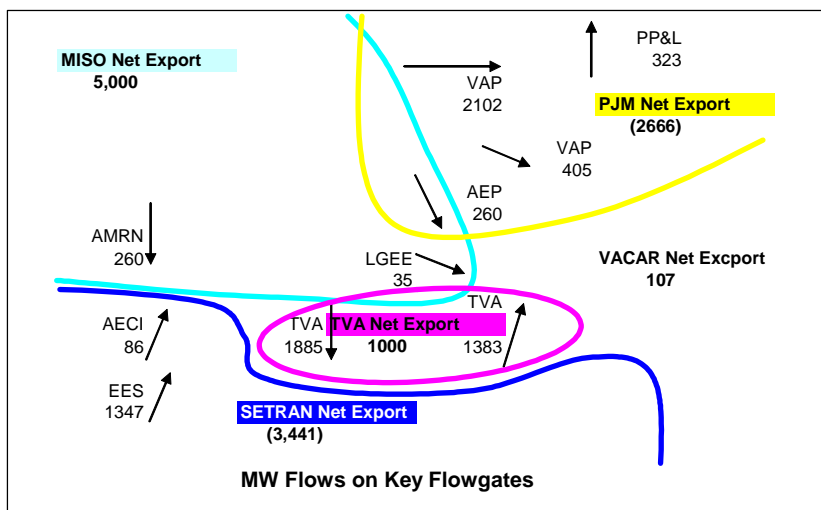 PP&L
323
MISO Net Export
5,000
VAP
2102
PJM Net Export
(2666)
VAP
405
AEP
260
AMRN
260
LGEE
35
VACAR Net Excport
107
AECI
86
TVA
1885
TVA Net Export
1000
TVA
1383
EES
1347
SETRAN Net Export
(3,441)
MW Flows on Key Flowgates